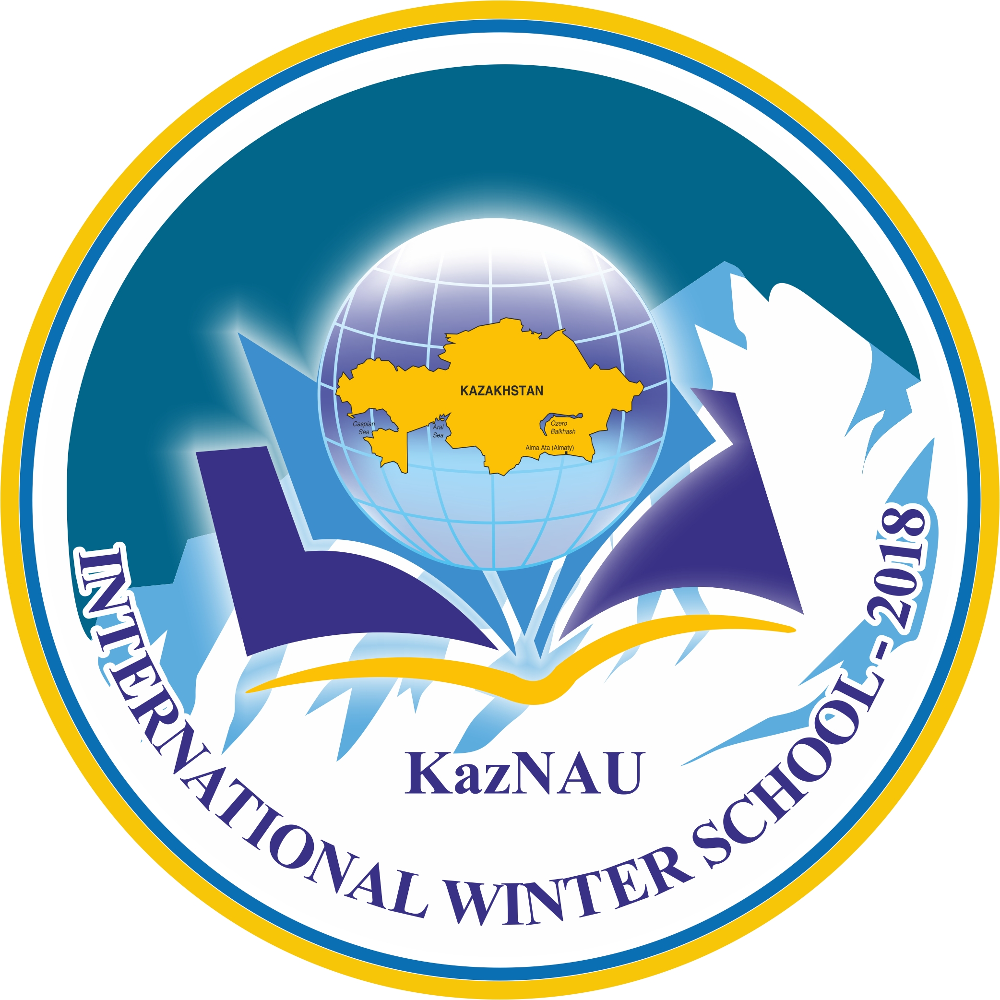 KAZAKHSTAN
Caspian
Sea
Aral
Sea
Ozero
Balkhash
Alma Ata (Almaty)
KazNAU
INTERNATIONAL WINTER SCHOOL-2018